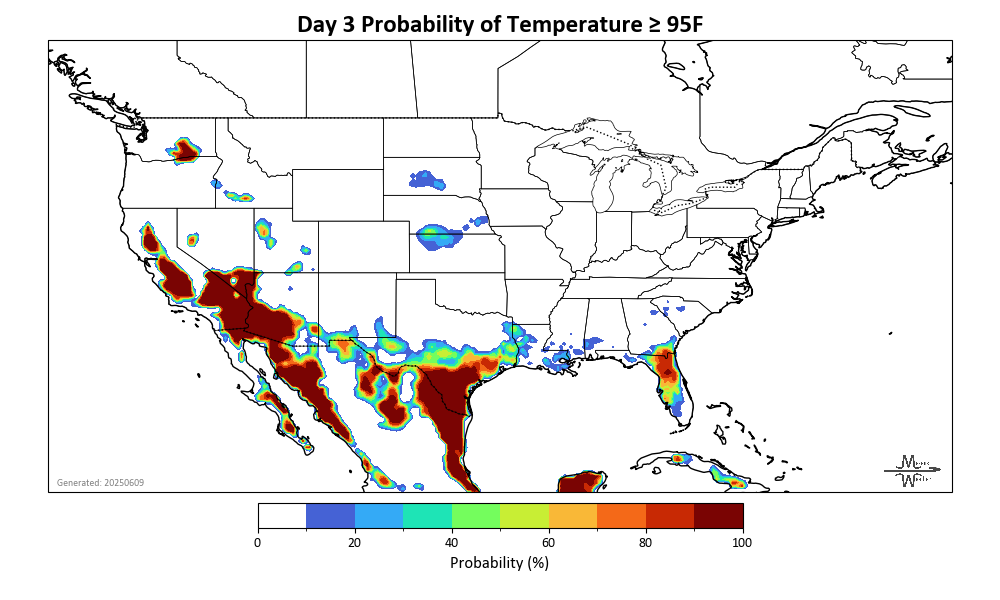 Day 3 Probability of Temperature ≥ 95F
Generated: 20250609
0 20 40 60 80 100
Probability (%)